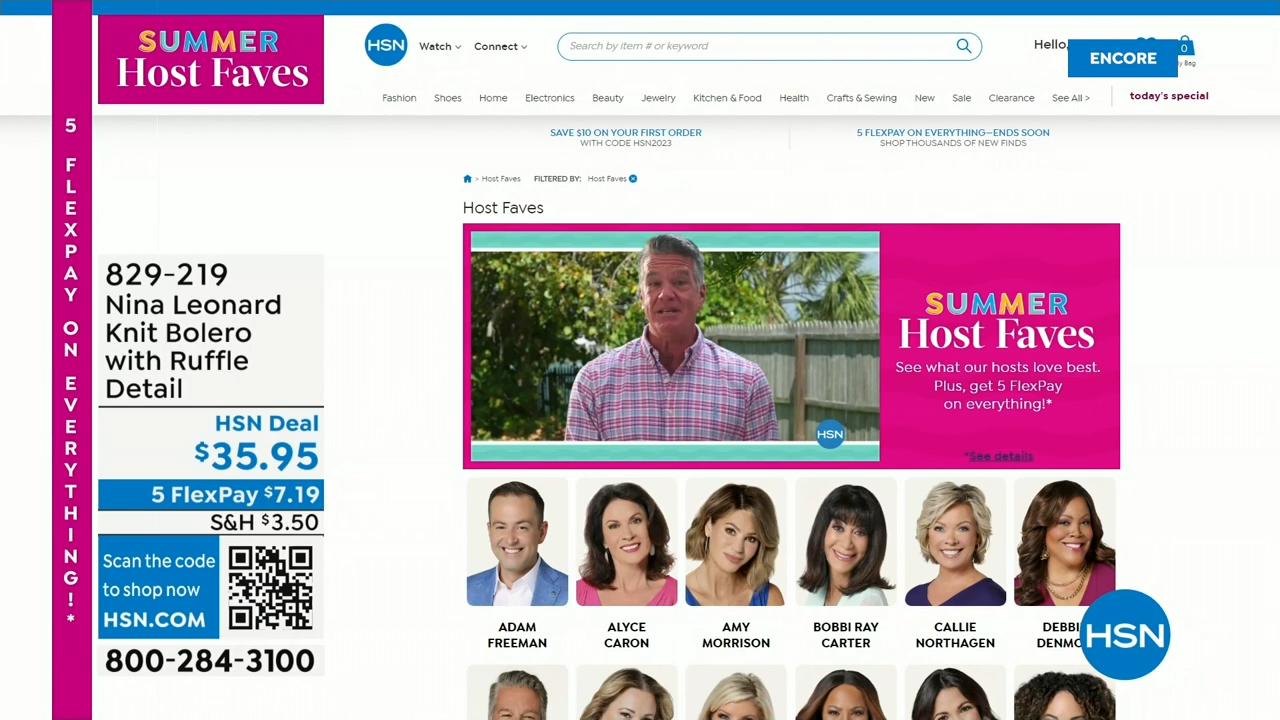 SUMMER
Host Faves
5 FLEXPAY ON EVERYTHING!*
829-219
Nina Leonard
Knit Bolero
with Ruffle
Detail
HSN Deal
$35.95
5 FlexPay $7.19
S&H $3.50
Scan the code
to shop now
HSN.COM
800-284-3100
HSN
Watch
Connect
Search by item # or keyword
Hello,
ENCORE
0
Bag
Fashion
Shoes
Home
Electronics
Beauty
Jewelry
Kitchen & Food
Health
Crafts & Sewing
New
Sale
Clearance
See All >
today's special
SAVE $10 ON YOUR FIRST ORDER
WITH CODE HSN2023
5 FLEXPAY ON EVERYTHING—ENDS SOON
SHOP THOUSANDS OF NEW FINDS
> Host Faves
FILTERED BY: Host Faves
Host Faves
HSN
SUMMER
Host Faves
See what our hosts love best.
Plus, get 5 FlexPay
on everything!*
*See details
ADAM
FREEMAN
ALYCE
CARON
AMY
MORRISON
BOBBI RAY
CARTER
CALLIE
NORTHAGEN
HSN